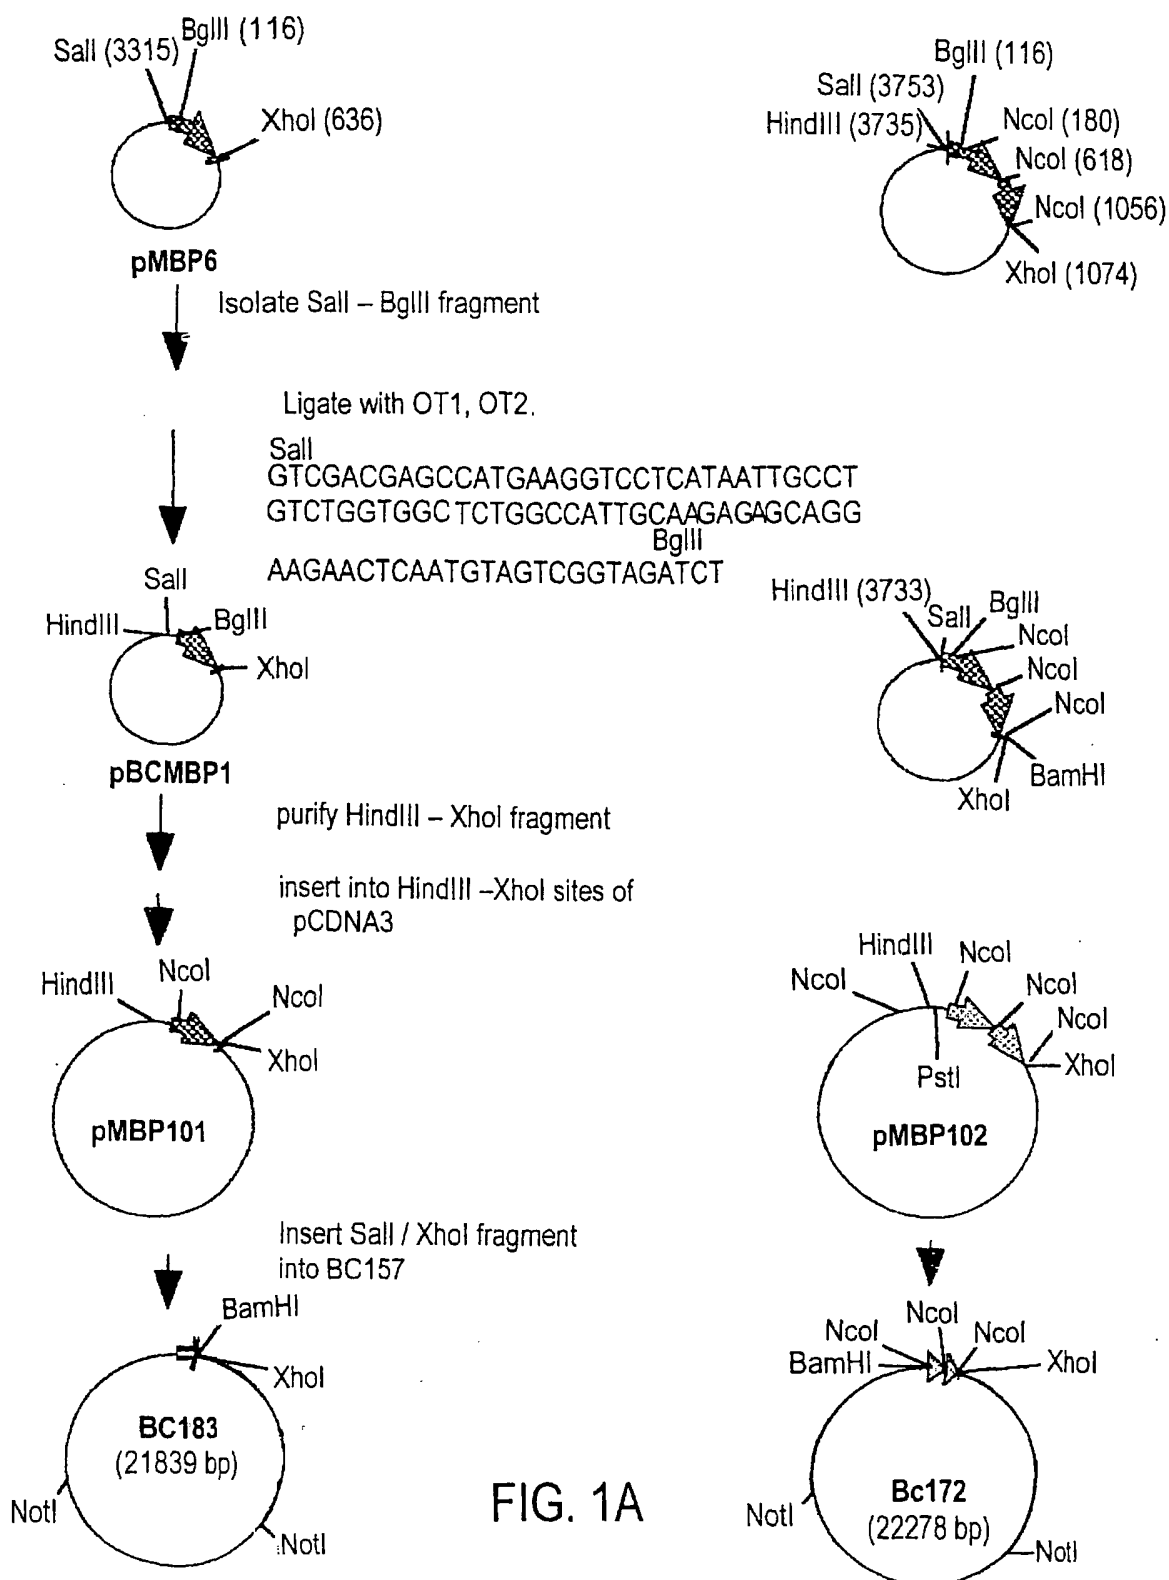 SalI (3315)
BglII (116)
XhoI (636)
pMBP6
Isolate SalI – BglII fragment
Ligate with OT1, OT2.
SalI
GTCGACGAGCCATGAAGGTCCTCATAATTGCCT
GTCTGGTGGCTCTGGCCATTGCAAGAGAGCAGG
BglII
AAGAACTCAATGTAGTCGGTAGATCT
SalI
HindIII
BglII
XhoI
pBCMBP1
purify HindIII – XhoI fragment
insert into HindIII –XhoI sites of
pCDNA3
HindIII
NcoI
NcoI
XhoI
pMBP101
Insert SalI / XhoI fragment
into BC157
BamHI
XhoI
BC183
(21839 bp)
NotI
NotI
FIG. 1A
BglII (116)
SalI (3753)
HindIII (3735)
NcoI (180)
NcoI (618)
NcoI (1056)
XhoI (1074)
HindIII (3733)
SalI
BglII
NcoI
NcoI
NcoI
BamHI
XhoI
HindIII
NcoI
NcoI
NcoI
NcoI
XhoI
PstI
pMBP102
NcoI
NcoI
NcoI
BamHI
XhoI
Bc172
(22278 bp)
NotI
NotI